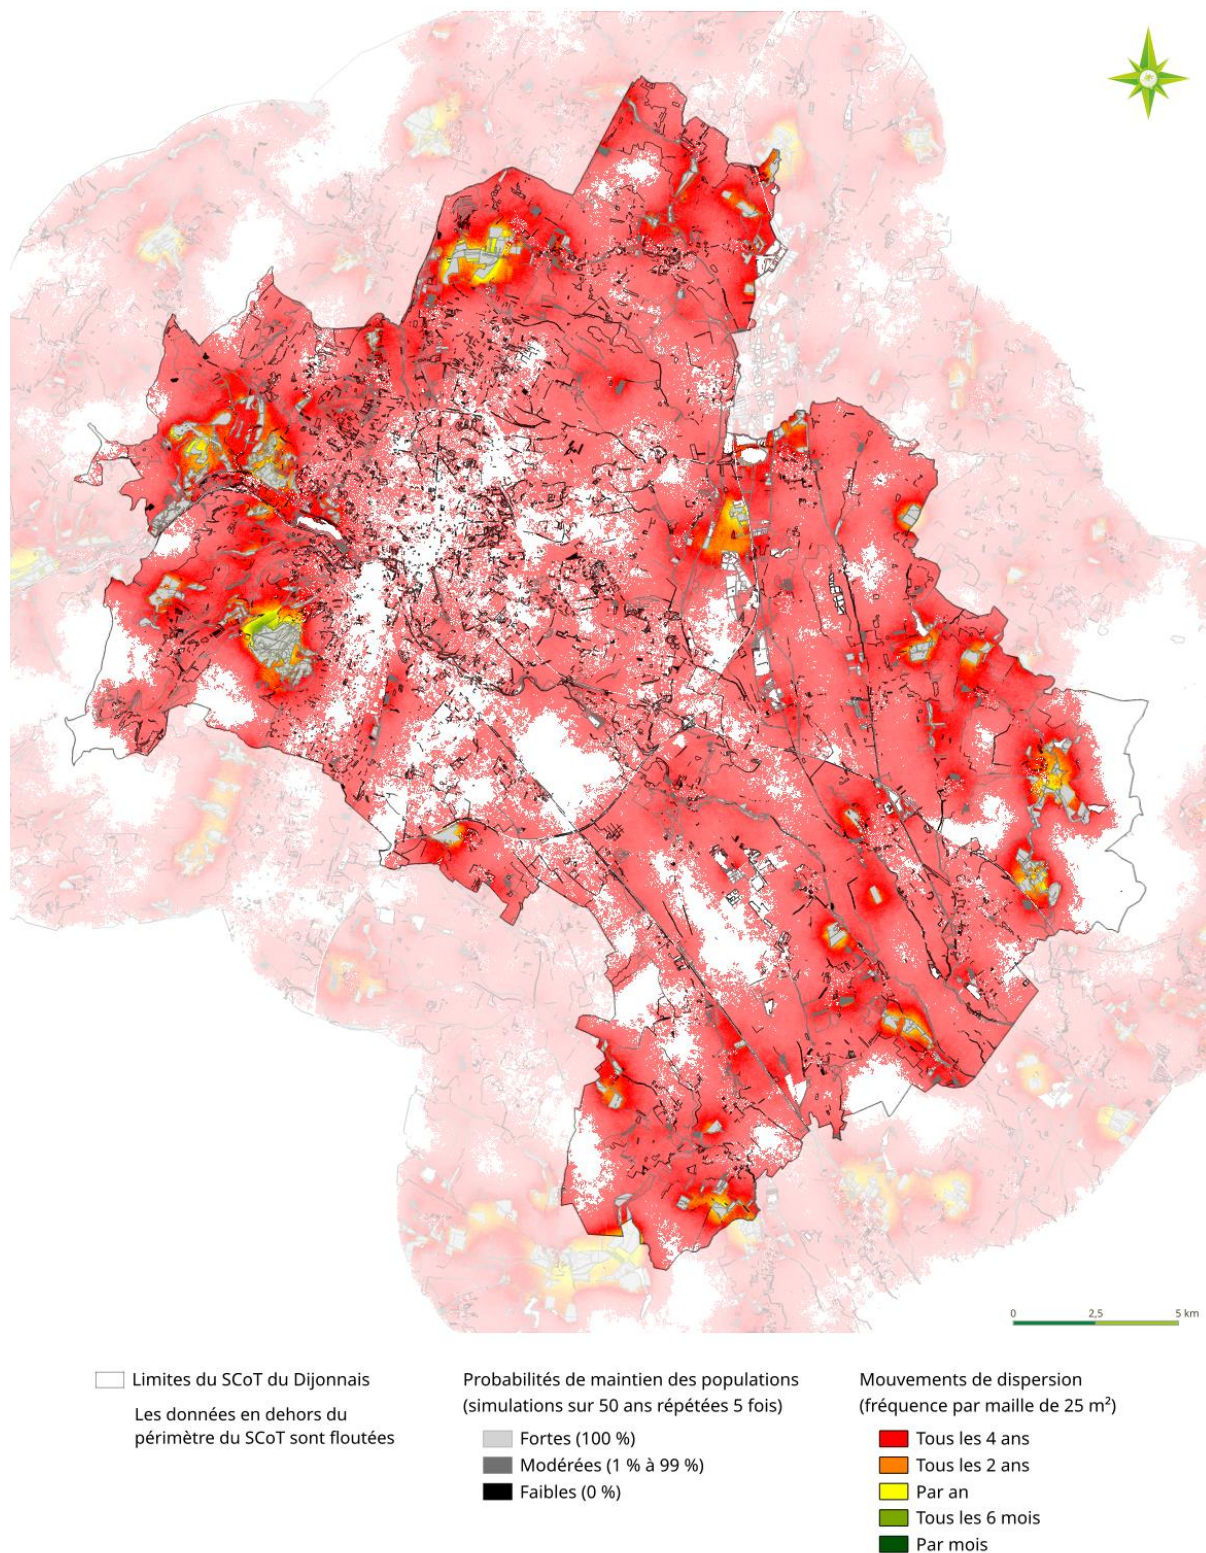 0 2,5 5 km
Limites du SCoT du Dijonnais
Les données en dehors du
périmètre du SCoT sont floutées
Probabilités de maintien des populations
(simulations sur 50 ans répétées 5 fois)
Fortes (100 %)
Modérées (1 % à 99 %)
Faibles (0 %)
Mouvements de dispersion
(fréquence par maille de 25 m²)
Tous les 4 ans
Tous les 2 ans
Par an
Tous les 6 mois
Par mois